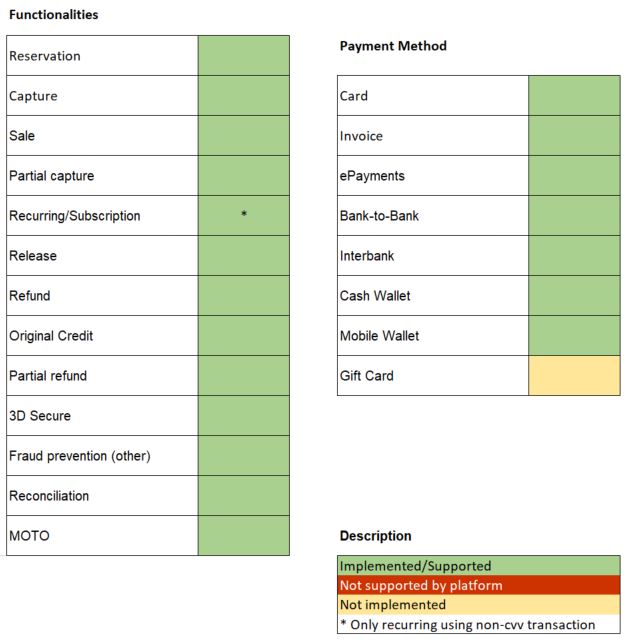 Functionalities
Reservation
Capture
Sale
Partial capture
Recurring/Subscription *
Release
Refund
Original Credit
Partial refund
3D Secure
Fraud prevention (other)
Reconciliation
MOTO
Payment Method
Card
Invoice
ePayments
Bank-to-Bank
Interbank
Cash Wallet
Mobile Wallet
Gift Card
Description
Implemented/Supported
Not supported by platform
Not implemented
* Only recurring using non-cvv transaction